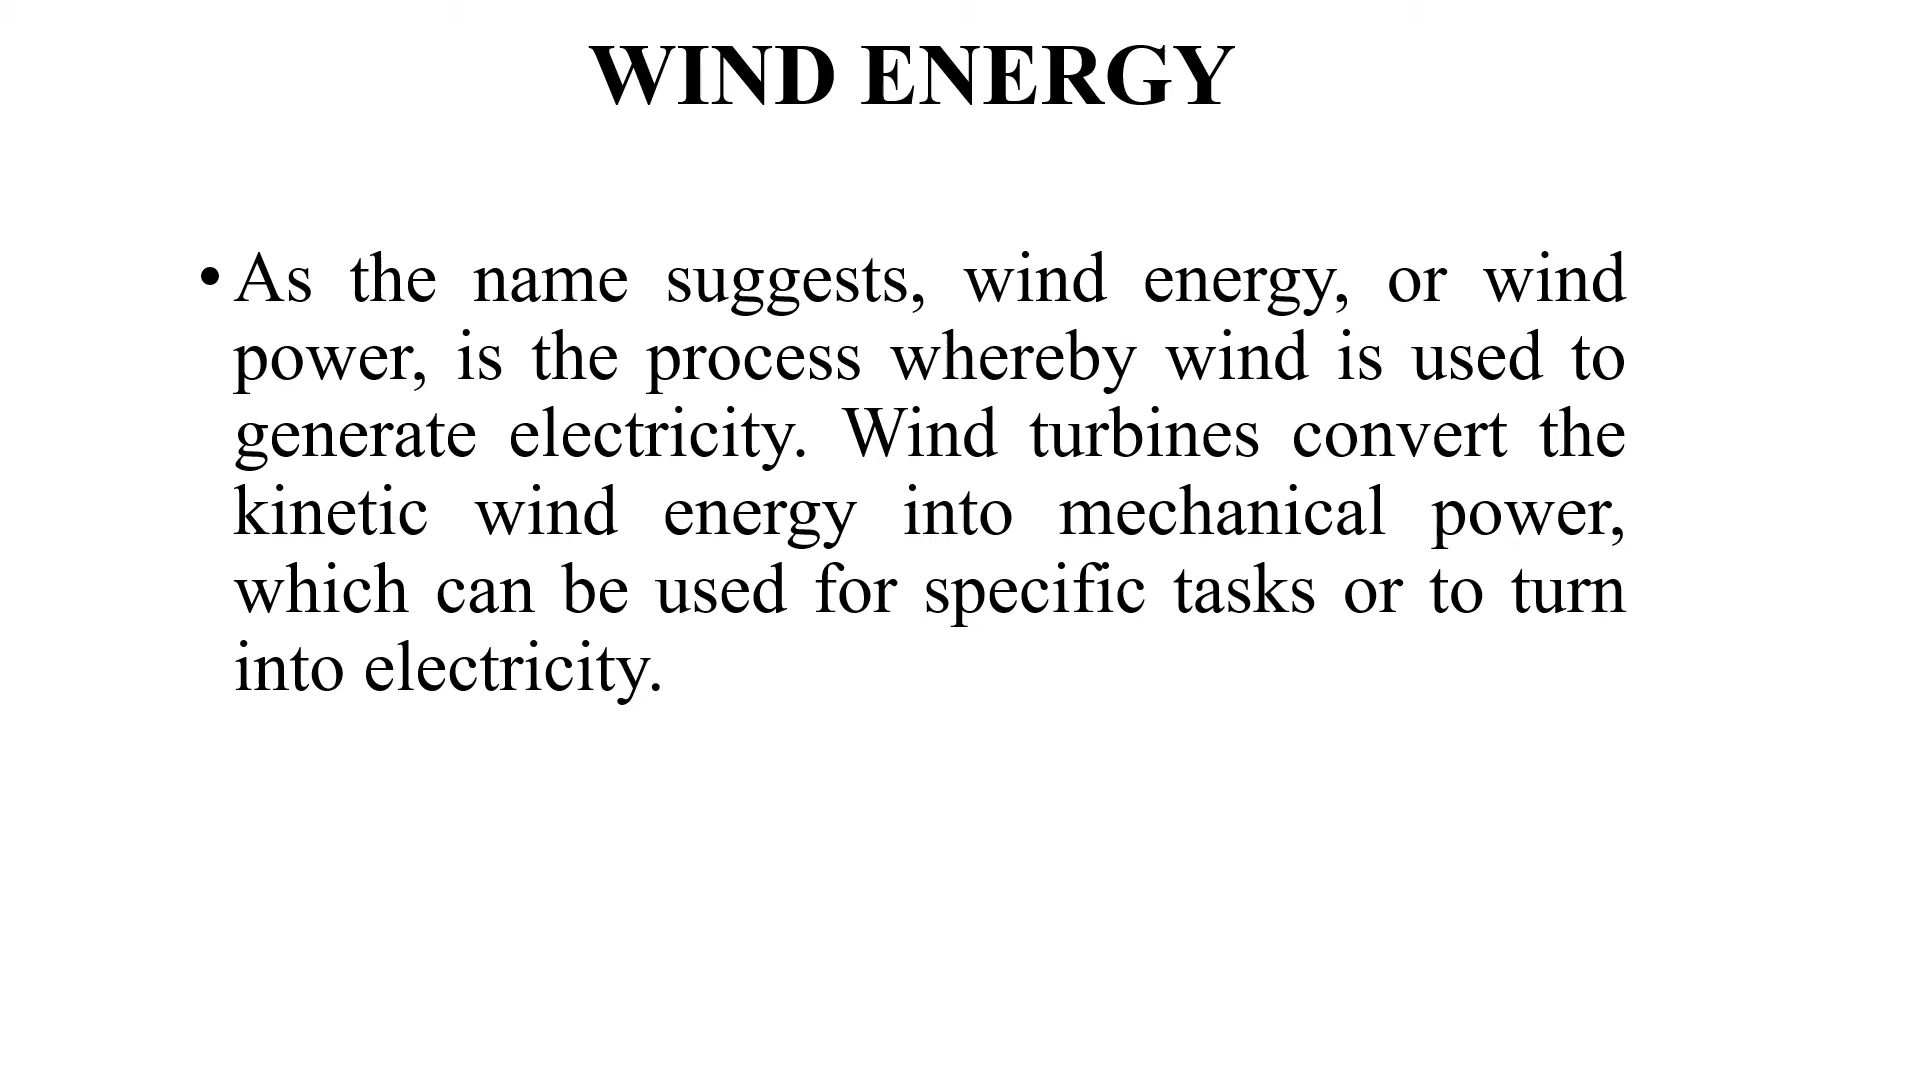 WIND ENERGY
• As the name suggests, wind energy, or wind
power, is the process whereby wind is used to
generate electricity. Wind turbines convert the
kinetic wind energy into mechanical power,
which can be used for specific tasks or to turn
into electricity.